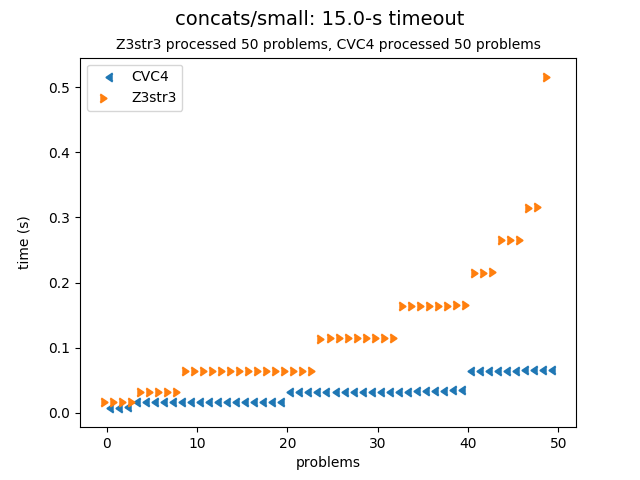 concats/small: 15.0-s timeout
Z3str3 processed 50 problems, CVC4 processed 50 problems
CVC4
Z3str3
0.5
0.4
0.3
0.2
0.1
0.0
time (s)
0 10 20 30 40 50
problems